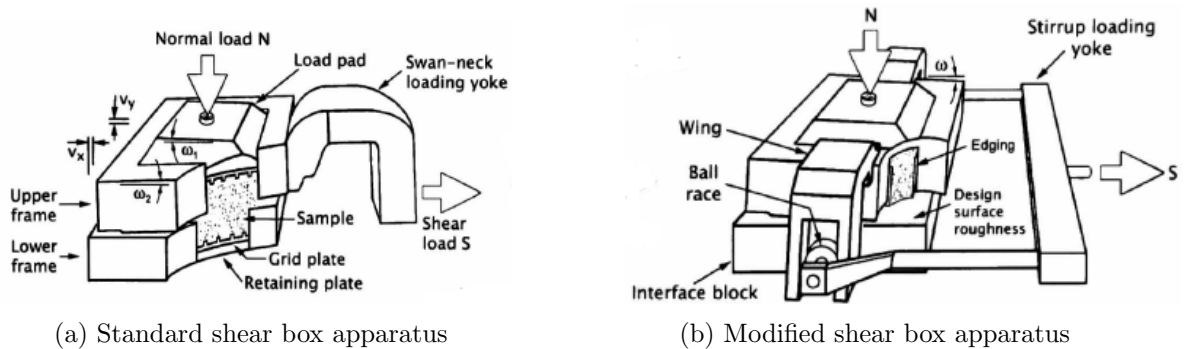 Normal load N
Load pad
Swan-neck
loading yoke
vy
vx
ω1
ω2
Upper
frame
Lower
frame
Sample
Grid plate
Retaining plate
Shear
load S
(a) Standard shear box apparatus
N
ω
Stirrup loading
yoke
Wing
Ball
race
Edging
Design
surface
roughness
S
Interface block
(b) Modified shear box apparatus